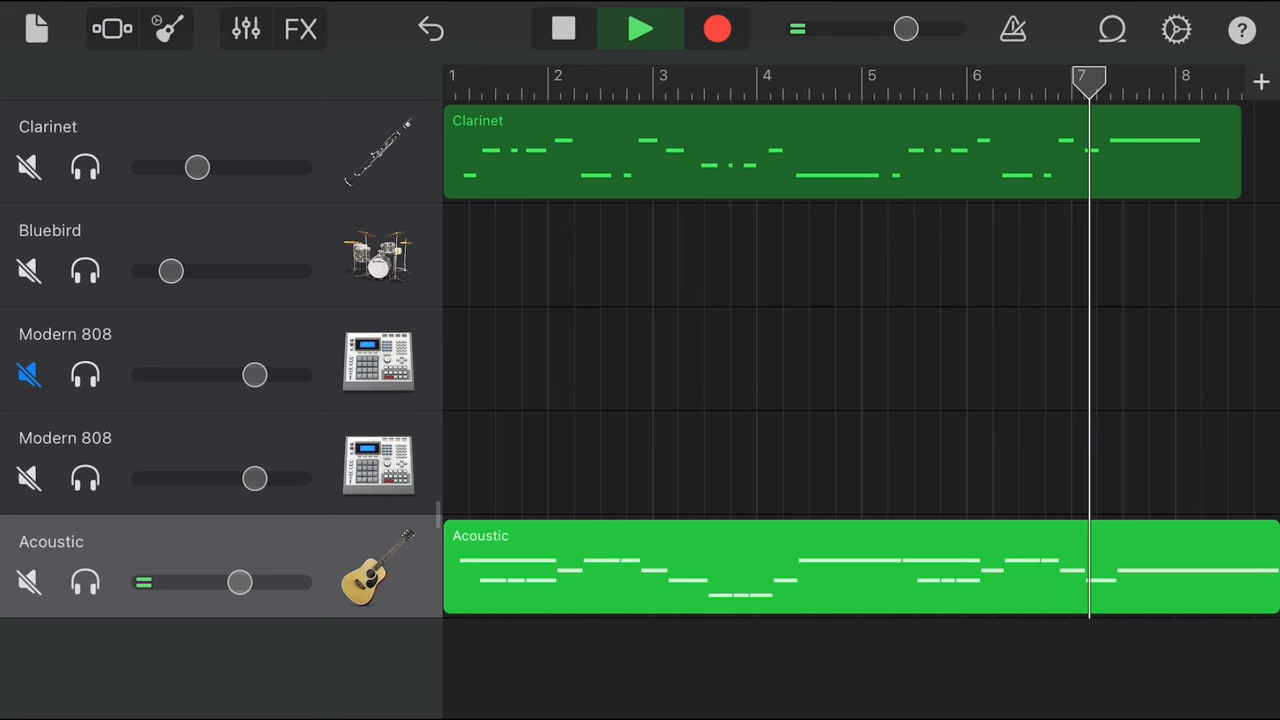 FX
?
1 2 3 4 5 6 7 8 +
Clarinet
Clarinet
Bluebird
Modern 808
Modern 808
Acoustic
Acoustic